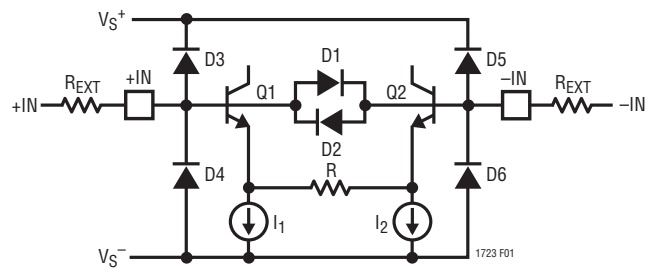 VS+
D3
D1
D5
REXT
+IN
Q1
Q2
–IN
REXT
+IN
–IN
D2
D4
R
D6
I1
I2
VS–
1723 F01